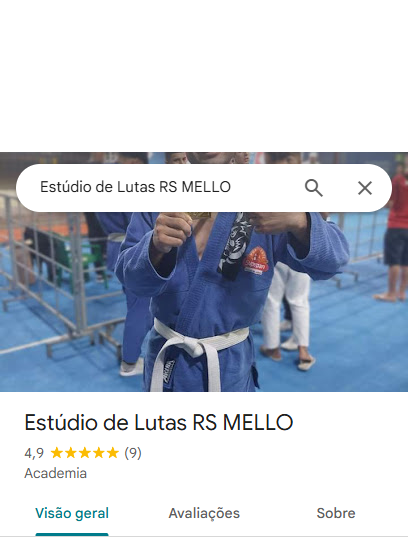 Estúdio de Lutas RS MELLO
Estúdio de Lutas RS MELLO
4,9 (9)
Academia
Visão geral Avaliações Sobre